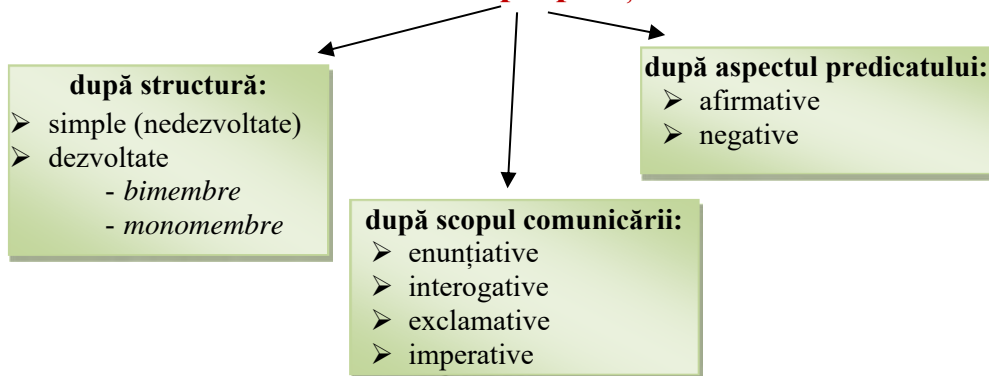 după structură:
➢ simple (nedezvoltate)
➢ dezvoltate
- bimembre
- monomembre
după scopul comunicării:
➢ enunțiative
➢ interogative
➢ exclamative
➢ imperative
după aspectul predicatului:
➢ afirmative
➢ negative